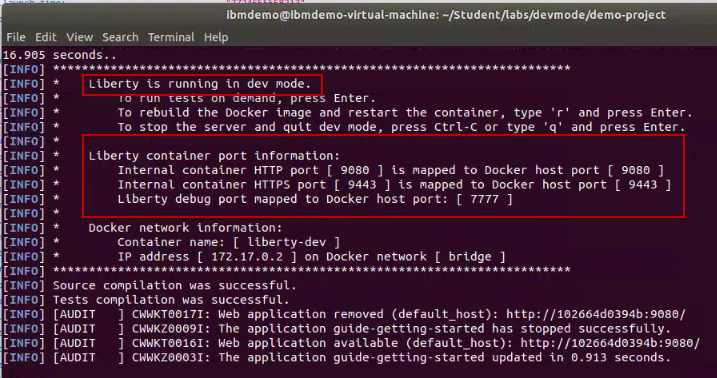 ibmdemo@ibmdemo-virtual-machine: ~/Student/labs/devmode/demo-project
File Edit View Search Terminal Help
16.905 seconds..
[INFO] ************************************************************************
[INFO] *    Liberty is running in dev mode.
[INFO] *        To run tests on demand, press Enter.
[INFO] *        To rebuild the Docker image and restart the container, type 'r' and press Enter.
[INFO] *        To stop the server and quit dev mode, press Ctrl-C or type 'q' and press Enter.
[INFO] *
[INFO] *    Liberty container port information:
[INFO] *        Internal container HTTP port [ 9080 ] is mapped to Docker host port [ 9080 ]
[INFO] *        Internal container HTTPS port [ 9443 ] is mapped to Docker host port [ 9443 ]
[INFO] *        Liberty debug port mapped to Docker host port: [ 7777 ]
[INFO] *
[INFO] *    Docker network information:
[INFO] *        Container name: [ liberty-dev ]
[INFO] *        IP address [ 172.17.0.2 ] on Docker network [ bridge ]
[INFO] ************************************************************************
[INFO] Source compilation was successful.
[INFO] Tests compilation was successful.
[INFO] [AUDIT   ] CWWKT0017I: Web application removed (default_host): http://102664d0394b:9080/
[INFO] [AUDIT   ] CWWKZ0009I: The application guide-getting-started has stopped successfully.
[INFO] [AUDIT   ] CWWKT0016I: Web application available (default_host): http://102664d0394b:9080/
[INFO] [AUDIT   ] CWWKZ0003I: The application guide-getting-started updated in 0.913 seconds.